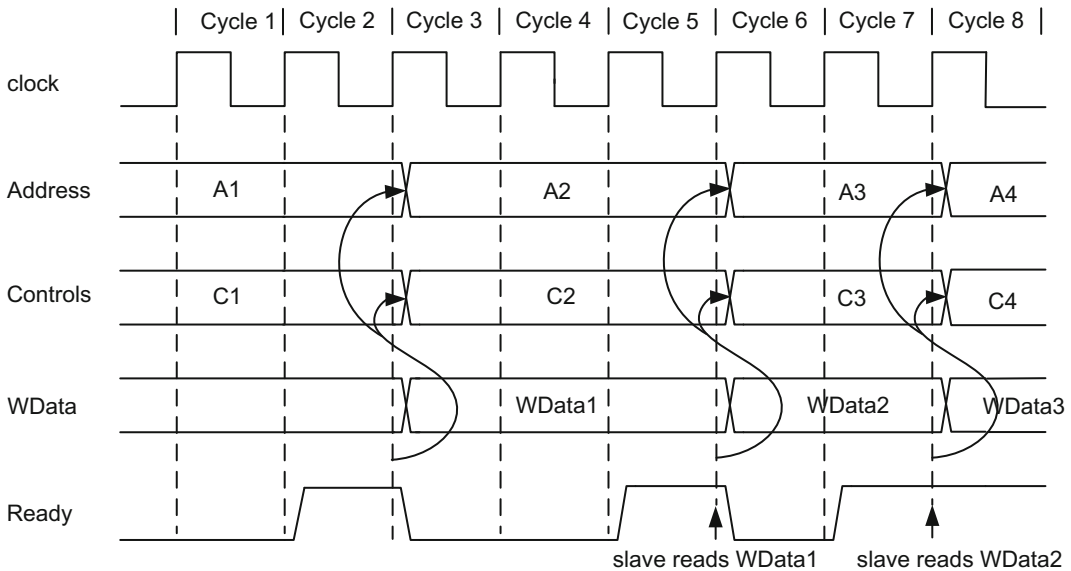 Cycle 1 Cycle 2 Cycle 3 Cycle 4 Cycle 5 Cycle 6 Cycle 7 Cycle 8
clock
Address A1 A2 A3 A4
Controls C1 C2 C3 C4
WData WData1 WData2 WData3
Ready
slave reads WData1 slave reads WData2